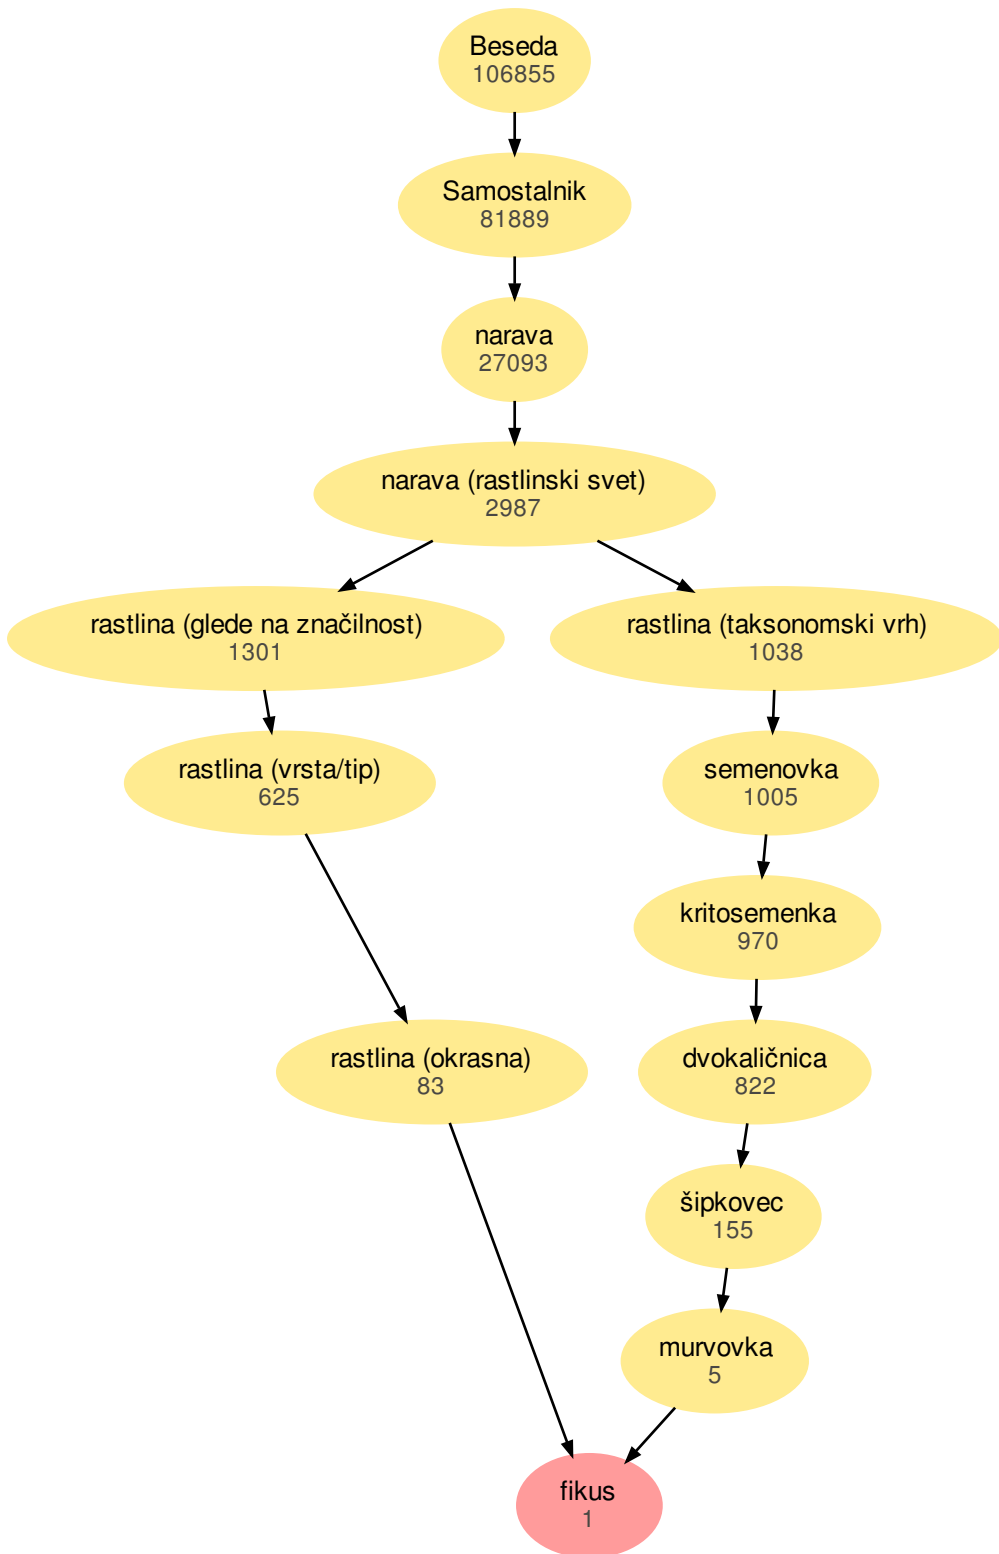 Beseda
106855
Samostalnik
81889
narava
27093
narava (rastlinski svet)
2987
rastlina (glede na značilnost)
1301
rastlina (taksonomski vrh)
1038
rastlina (vrsta/tip)
625
semenovka
1005
kritosemenka
970
rastlina (okrasna)
83
dvokaličnica
822
šipkovec
155
murvovka
5
fikus
1